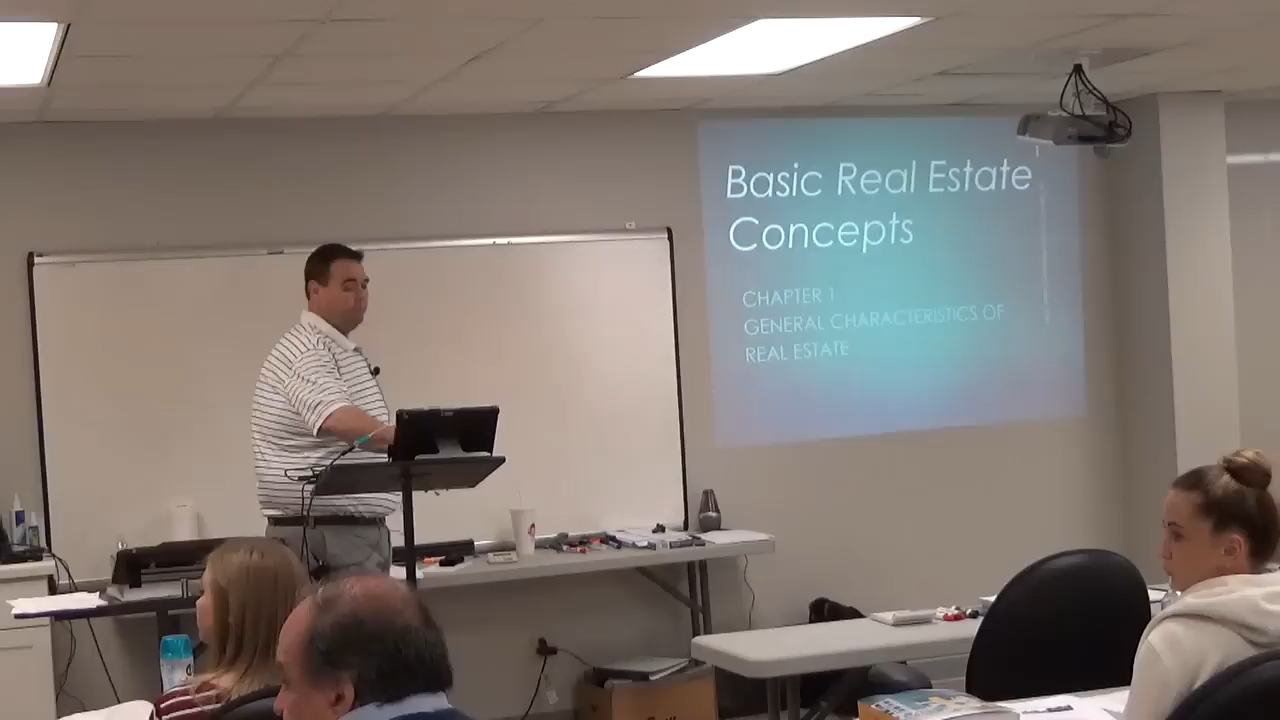 Basic Real Estate
Concepts
CHAPTER 1
GENERAL CHARACTERISTICS OF
REAL ESTATE